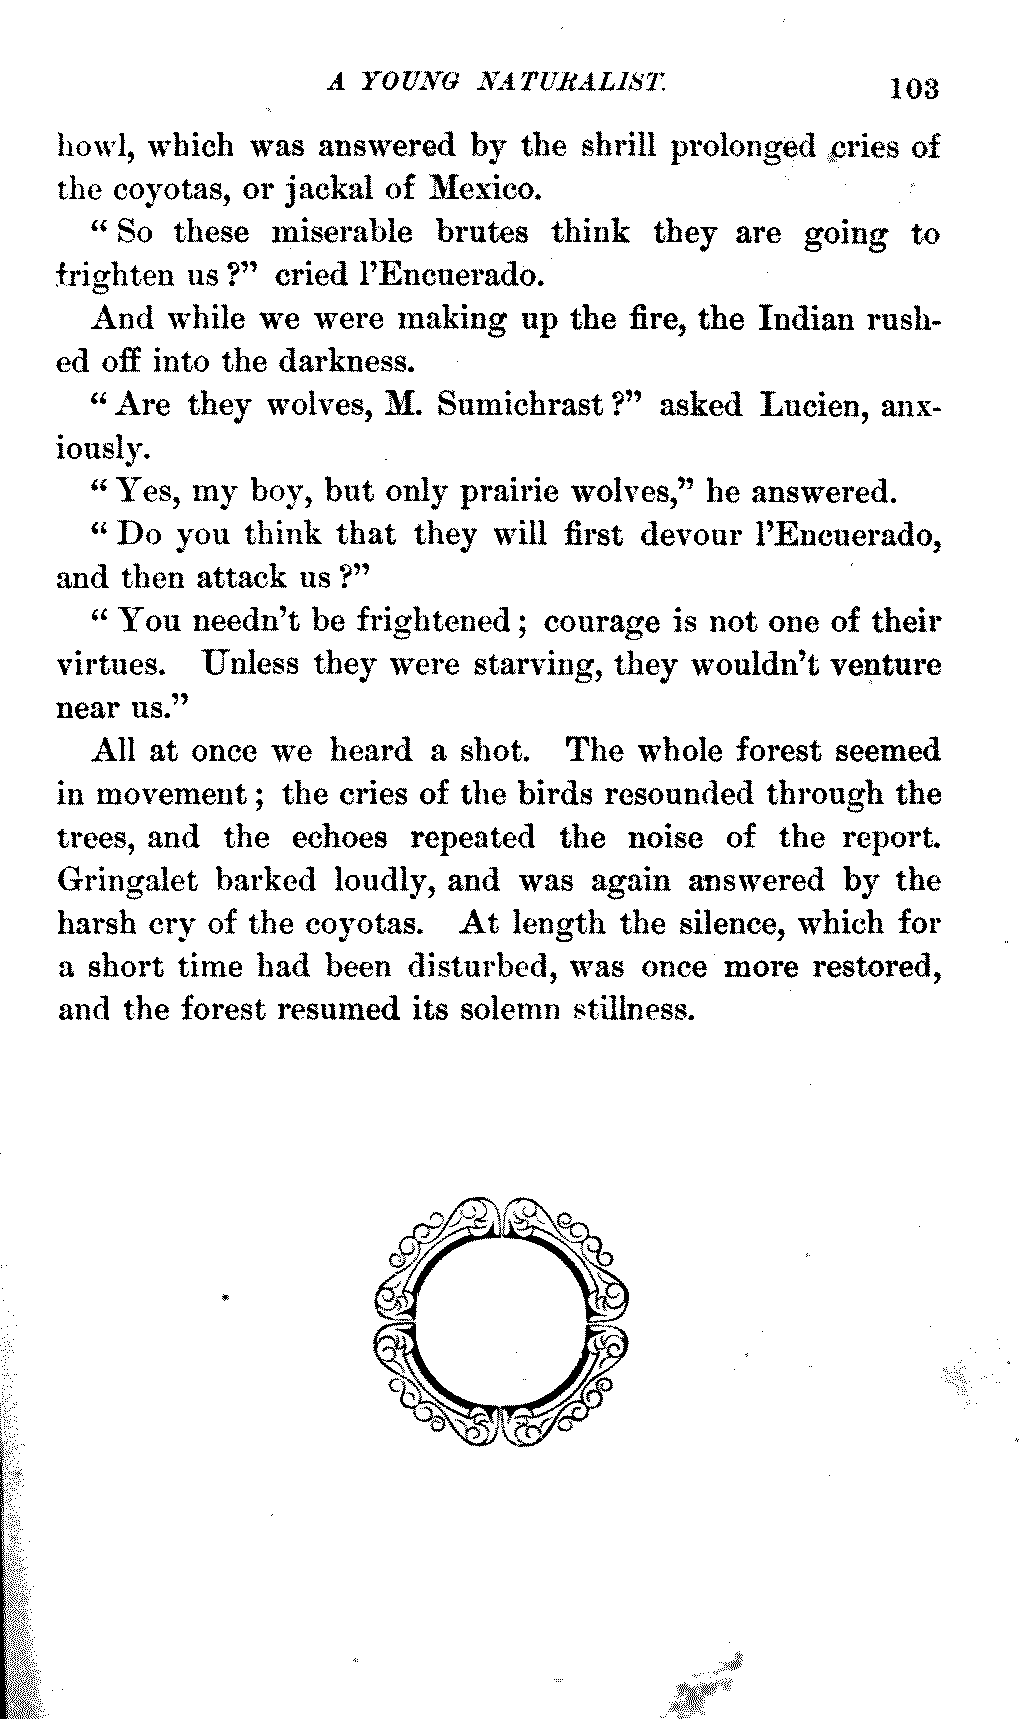 A YOUNG NATURALIST. 103
howl, which was answered by the shrill prolonged cries of
the coyotas, or jackal of Mexico.
“ So these miserable brutes think they are going to
frighten us ?” cried l’Encuerado.
And while we were making up the fire, the Indian rush-
ed off into the darkness.
“ Are they wolves, M. Sumichrast ?” asked Lucien, anx-
iously.
“ Yes, my boy, but only prairie wolves,” he answered.
“ Do you think that they will first devour l’Encuerado,
and then attack us ?”
“ You needn’t be frightened ; courage is not one of their
virtues. Unless they were starving, they wouldn’t venture
near us.”
All at once we heard a shot. The whole forest seemed
in movement ; the cries of the birds resounded through the
trees, and the echoes repeated the noise of the report.
Gringalet barked loudly, and was again answered by the
harsh cry of the coyotas. At length the silence, which for
a short time had been disturbed, was once more restored,
and the forest resumed its solemn stillness.